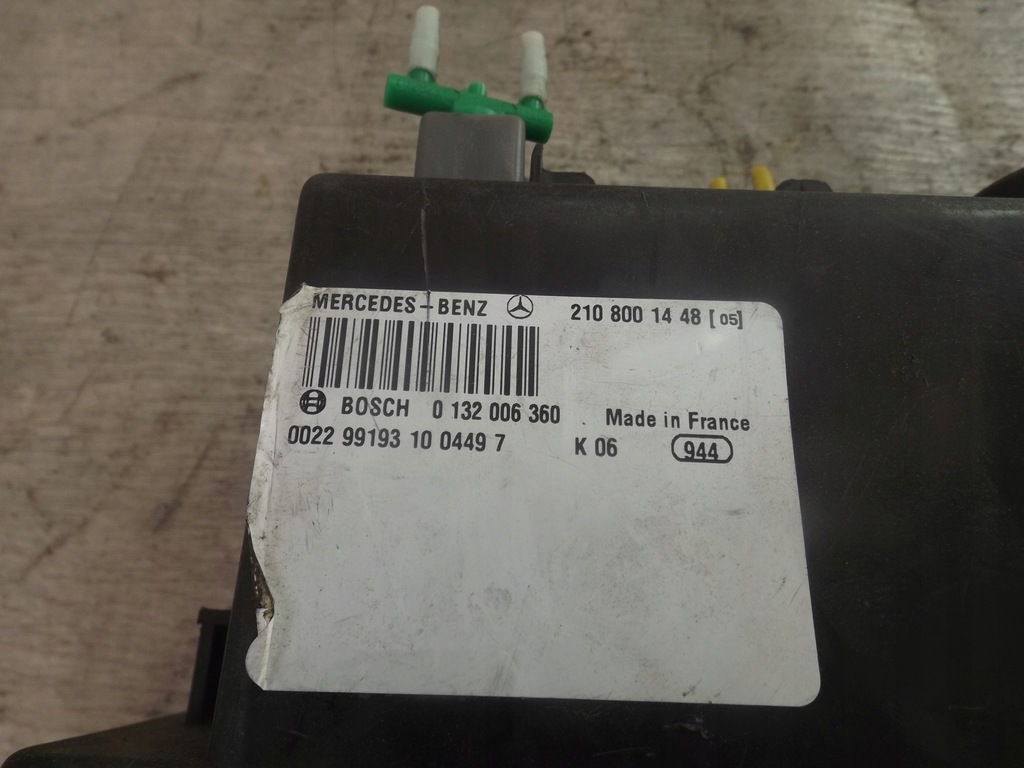 MERCEDES-BENZ 210 800 14 48 [05]
BOSCH 0 132 006 360 Made in France
0022 99193 10 0449 7 K 06 944